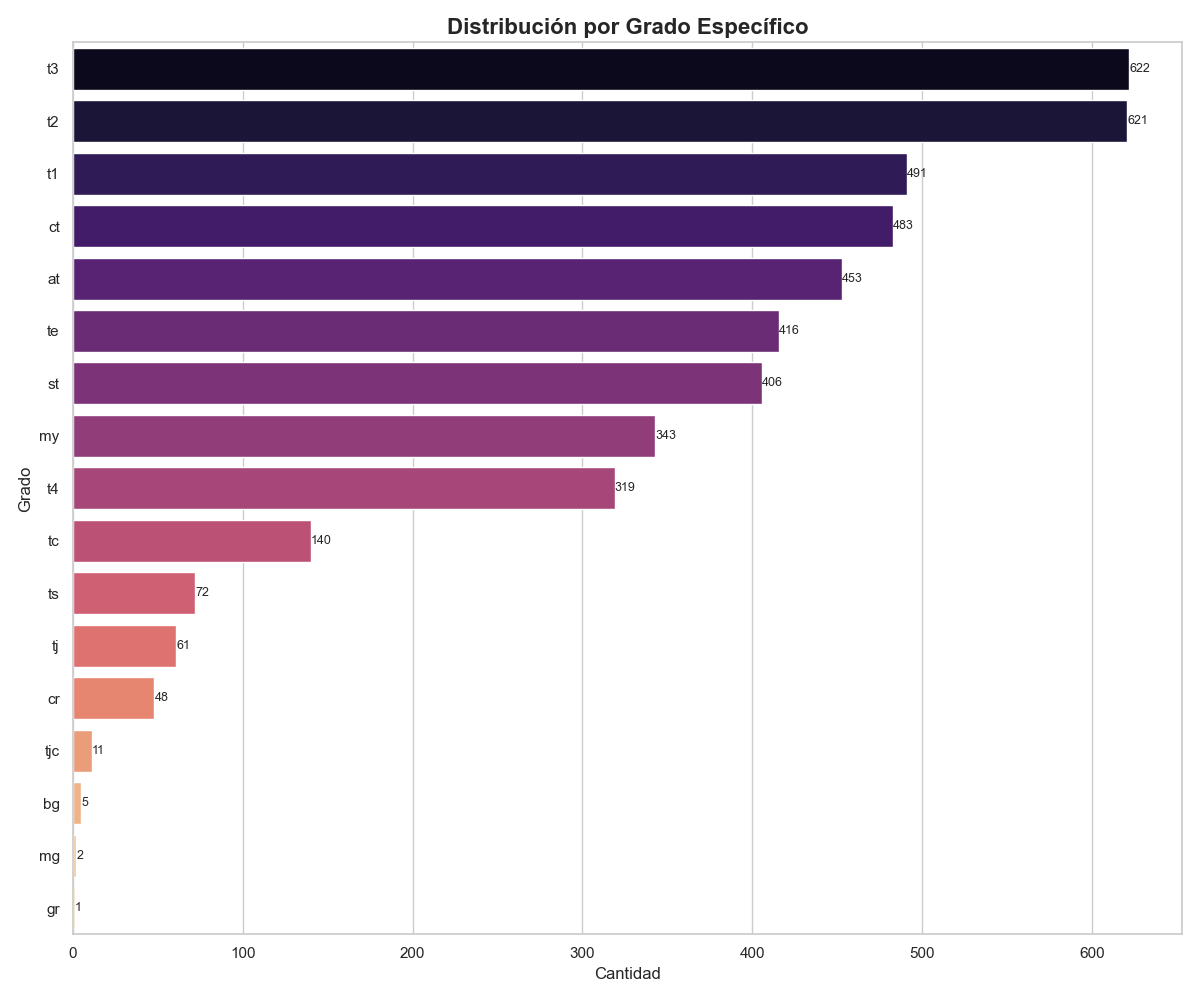 Distribución por Grado Específico
Grado
t3 622
t2 621
t1 491
ct 483
at 453
te 416
st 406
my 343
t4 319
tc 140
ts 72
tj 61
cr 48
tjc 11
bg 5
mg 2
gr 1
0 100 200 300 400 500 600
Cantidad